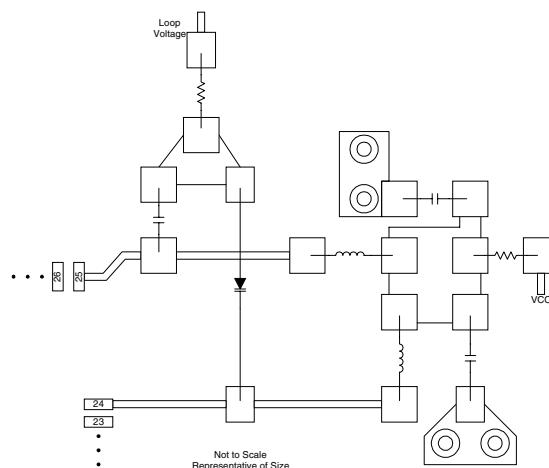 Loop
Voltage
26
25
VCC
24
23
Not to Scale
Representative of Size